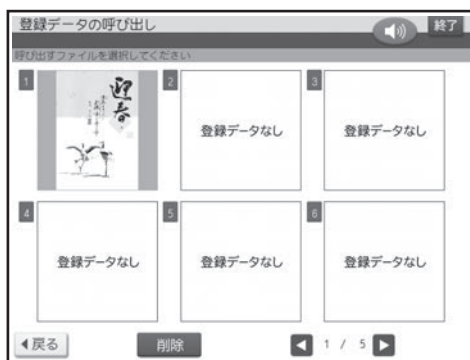 登録データの呼び出し
終了
呼び出すファイルを選択してください
1
迎春
2
登録データなし
3
登録データなし
4
登録データなし
5
登録データなし
6
登録データなし
戻る
削除
1 / 5